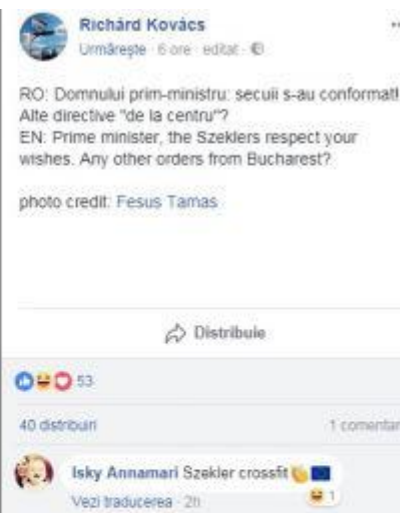 Richárd Kovács
Urmărește · 6 ore · editat ·
RO: Domnului prim-ministru: secuii s-au conformat!
Alte directive "de la centru"?
EN: Prime minister, the Szeklers respect your
wishes. Any other orders from Bucharest?
photo credit: Fesus Tamas
Distribuie
53
40 distribuiri
1 comentar
Isky Annamari Szekler crossfit
Vezi traducerea · 2h
1